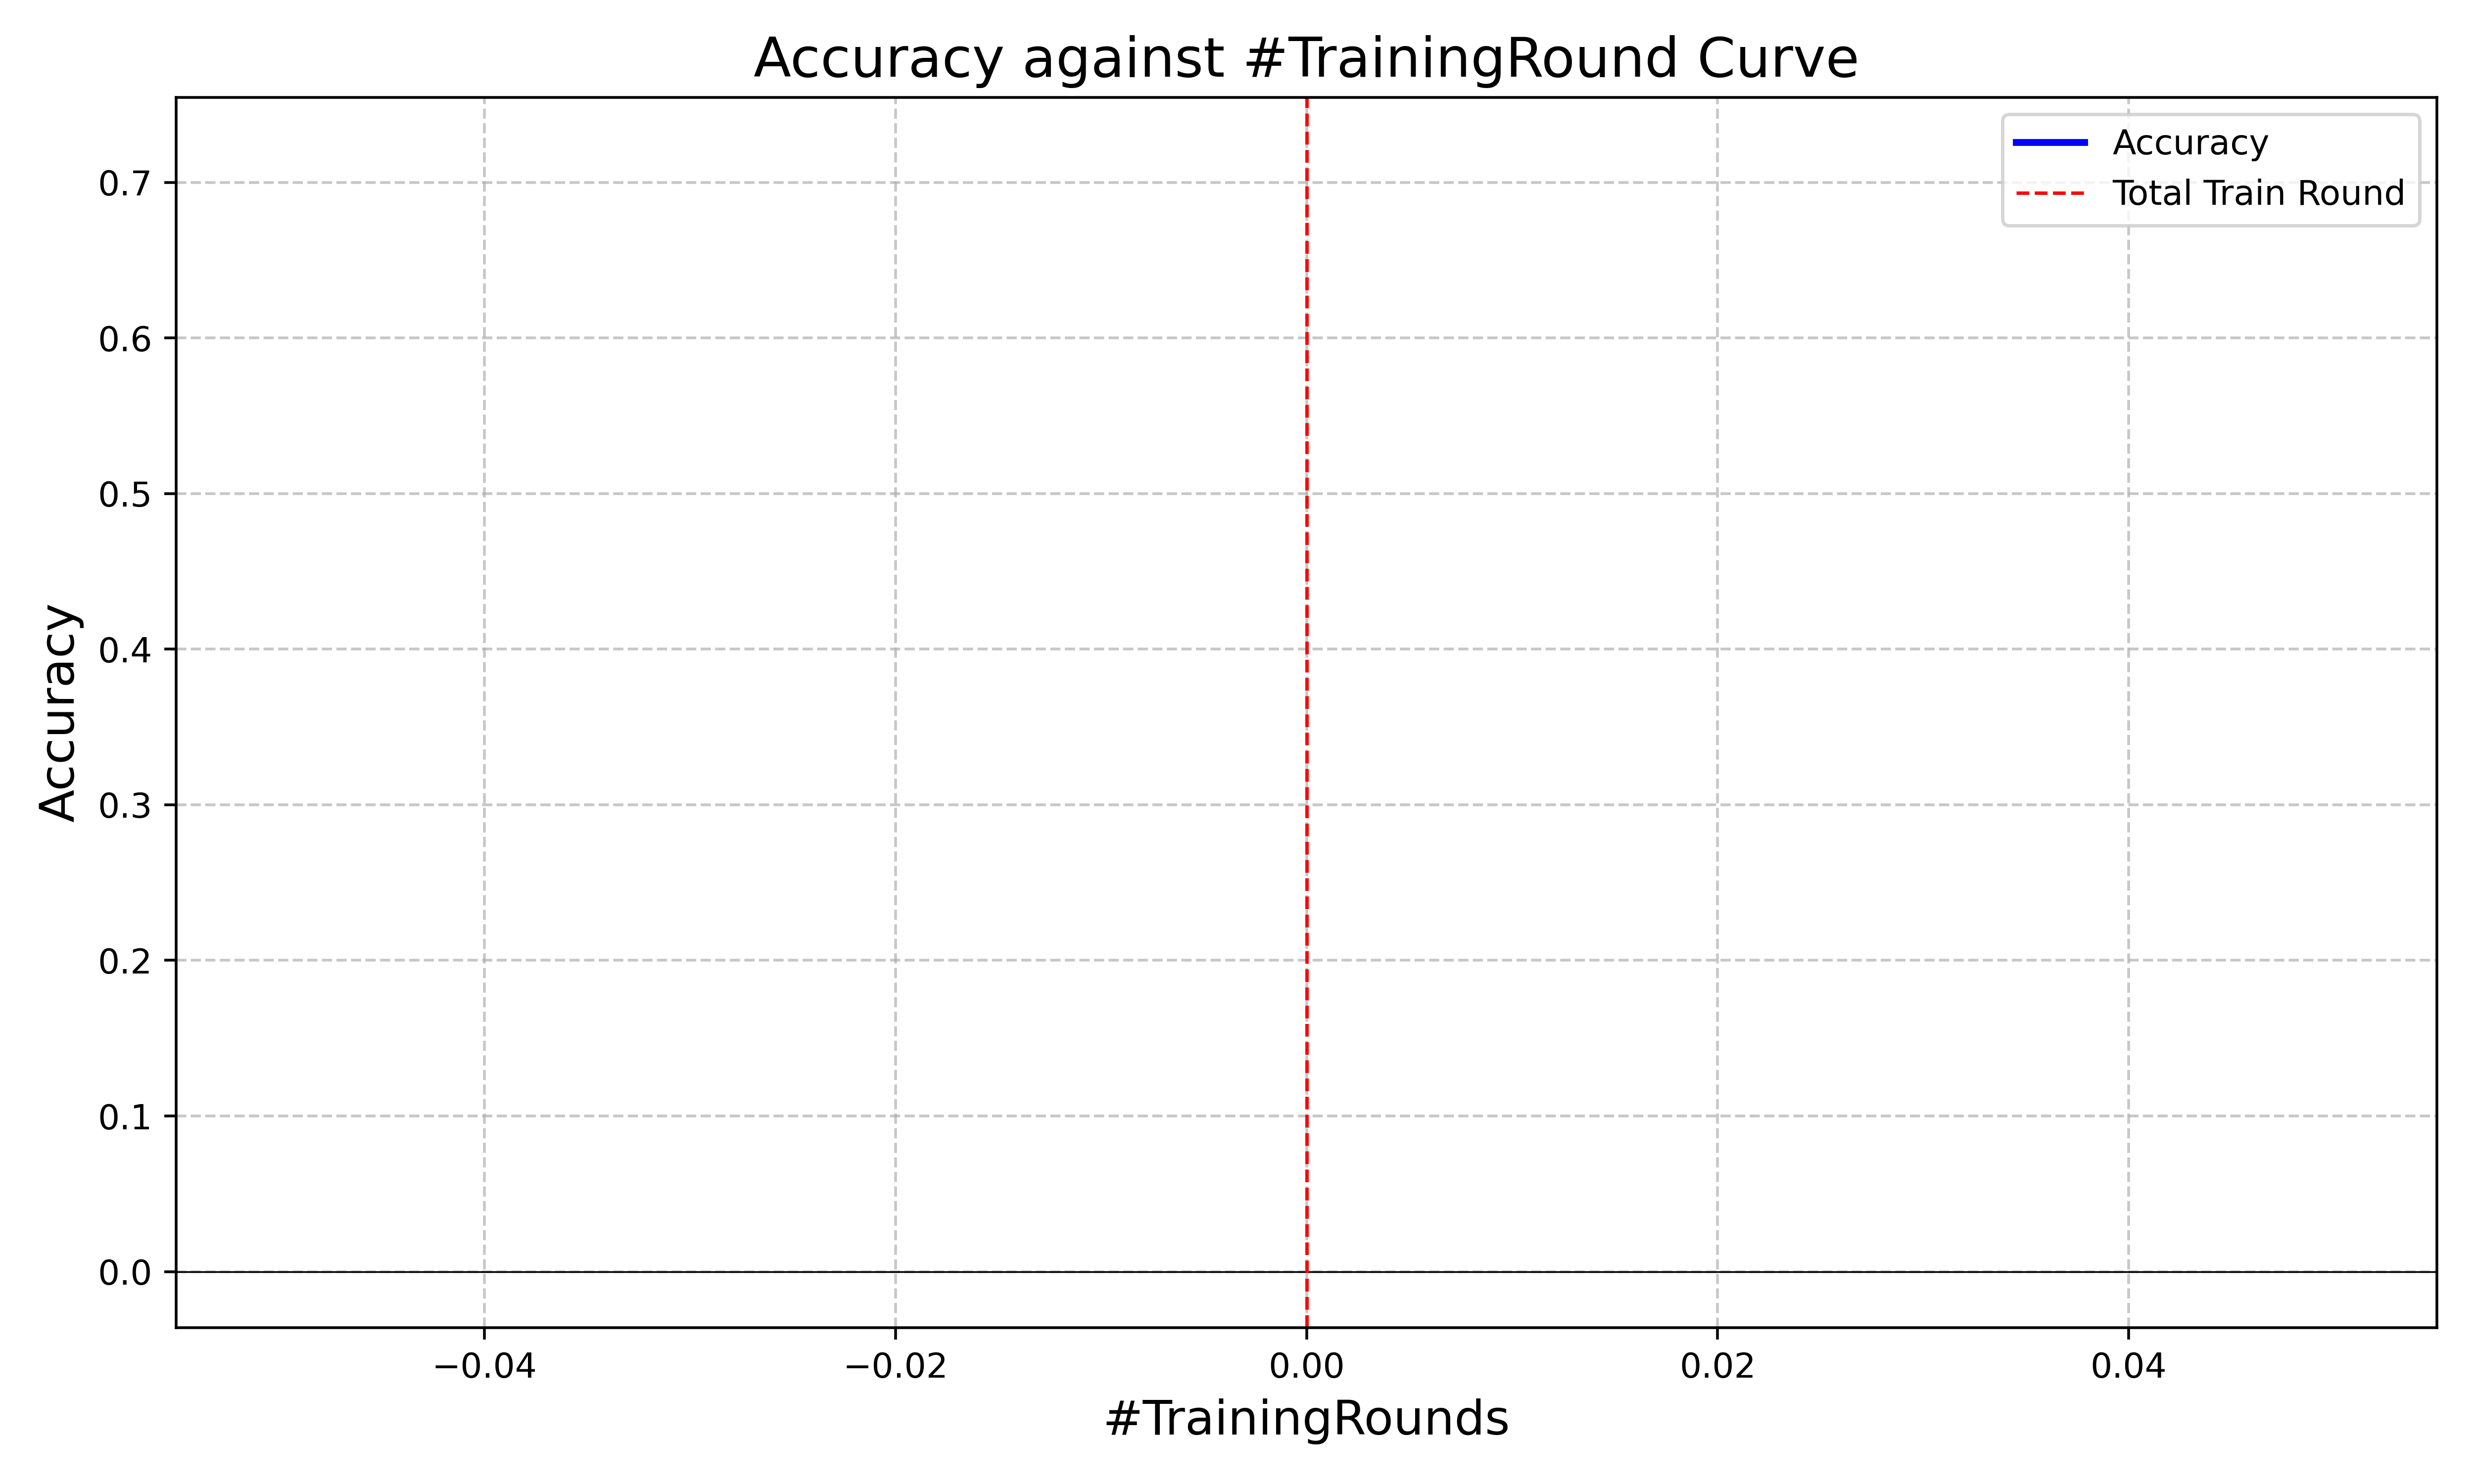 Accuracy against #TrainingRound Curve
Accuracy
Total Train Round
0.7
0.6
0.5
0.4
0.3
0.2
0.1
0.0
Accuracy
−0.04
−0.02
0.00
0.02
0.04
#TrainingRounds